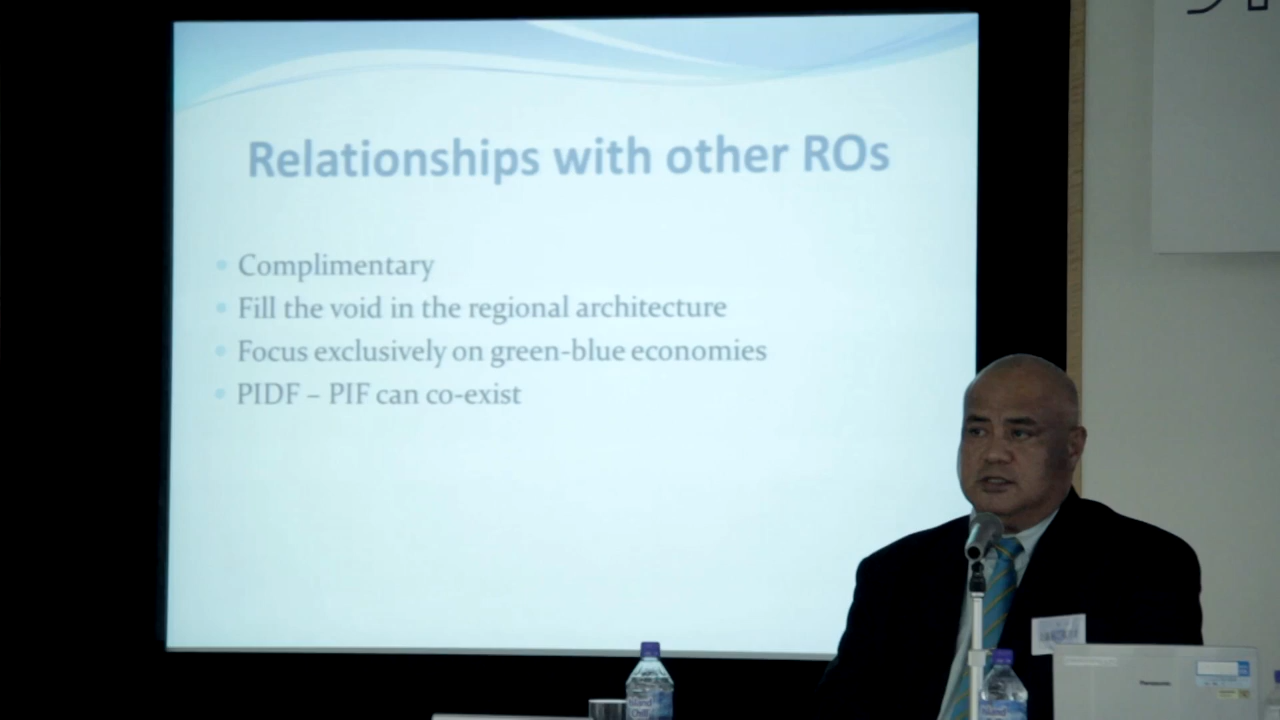 Relationships with other ROs
Complimentary
Fill the void in the regional architecture
Focus exclusively on green-blue economies
PIDF – PIF can co-exist
Panasonic